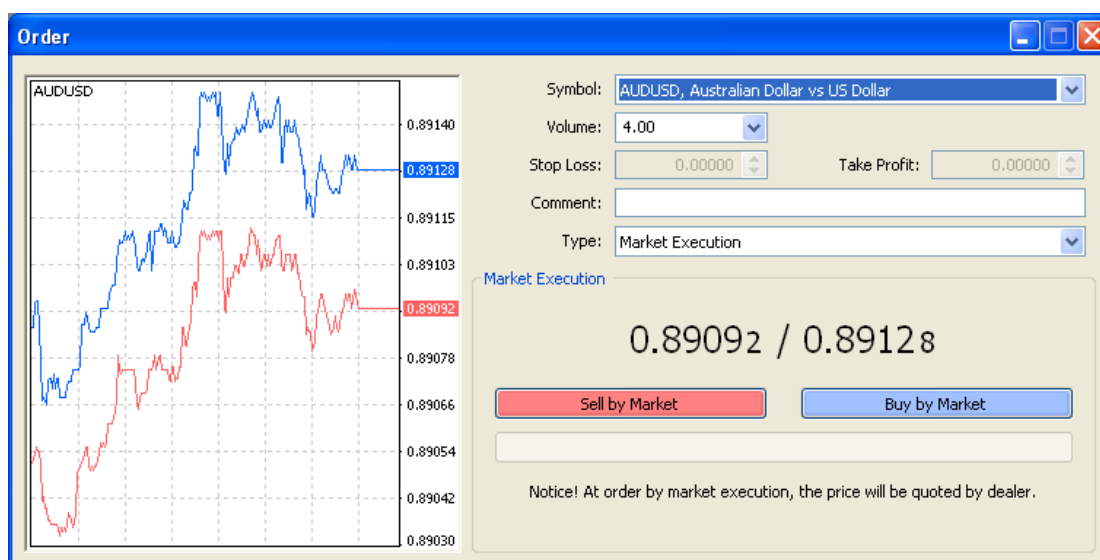 Order
AUDUSD
0.89140
0.89128
0.89115
0.89103
0.89092
0.89078
0.89066
0.89054
0.89042
0.89030
Symbol: AUDUSD, Australian Dollar vs US Dollar
Volume: 4.00
Stop Loss: 0.00000 Take Profit: 0.00000
Comment:
Type: Market Execution
Market Execution
0.89092 / 0.89128
Sell by Market Buy by Market
Notice! At order by market execution, the price will be quoted by dealer.